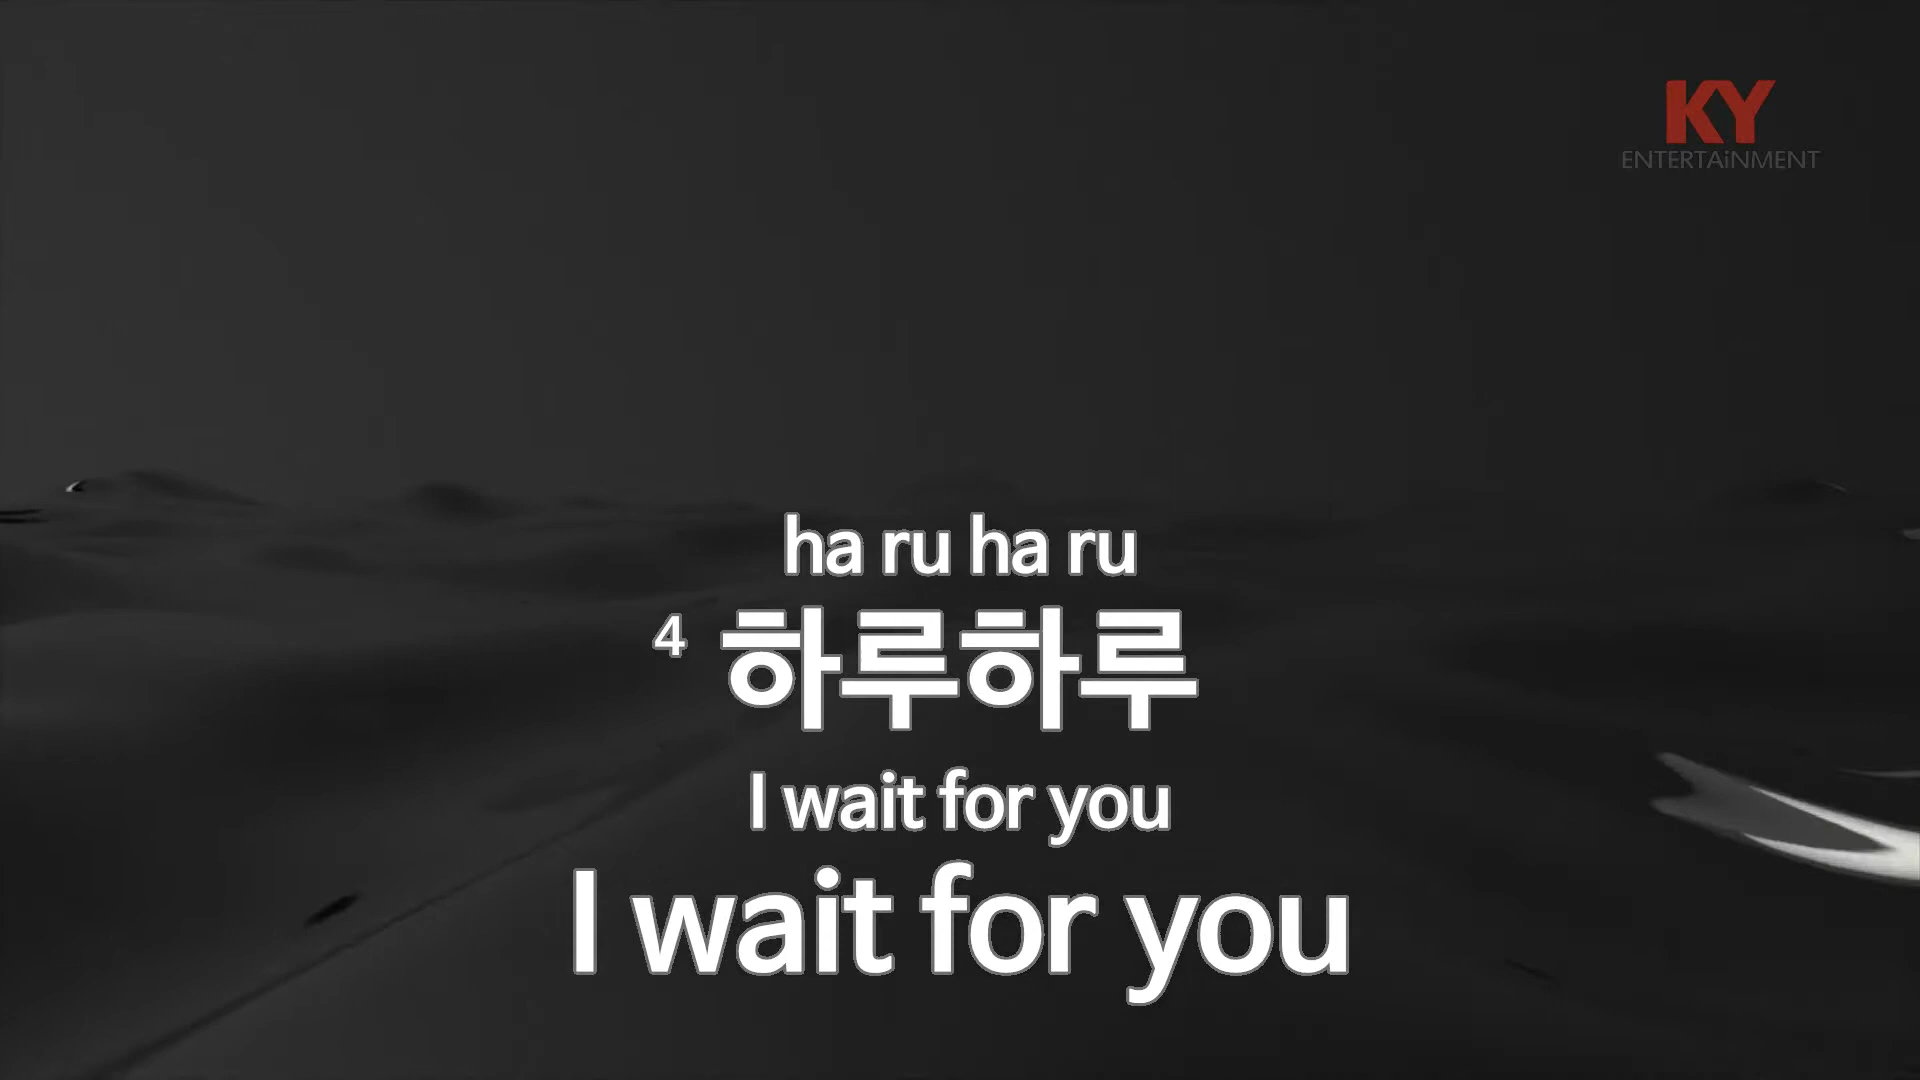 KY
ENTERTAiNMENT
ha ru ha ru
4 하루하루
I wait for you
I wait for you